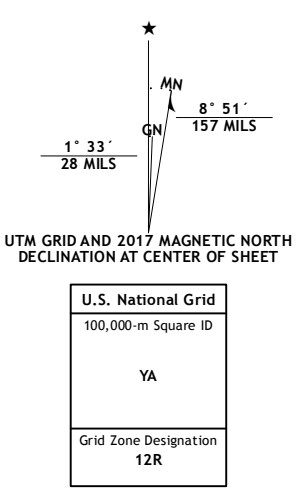 ★
MN
8° 51´
157 MILS
GN
1° 33´
28 MILS
UTM GRID AND 2017 MAGNETIC NORTH
DECLINATION AT CENTER OF SHEET
U.S. National Grid
100,000-m Square ID
YA
Grid Zone Designation
12R